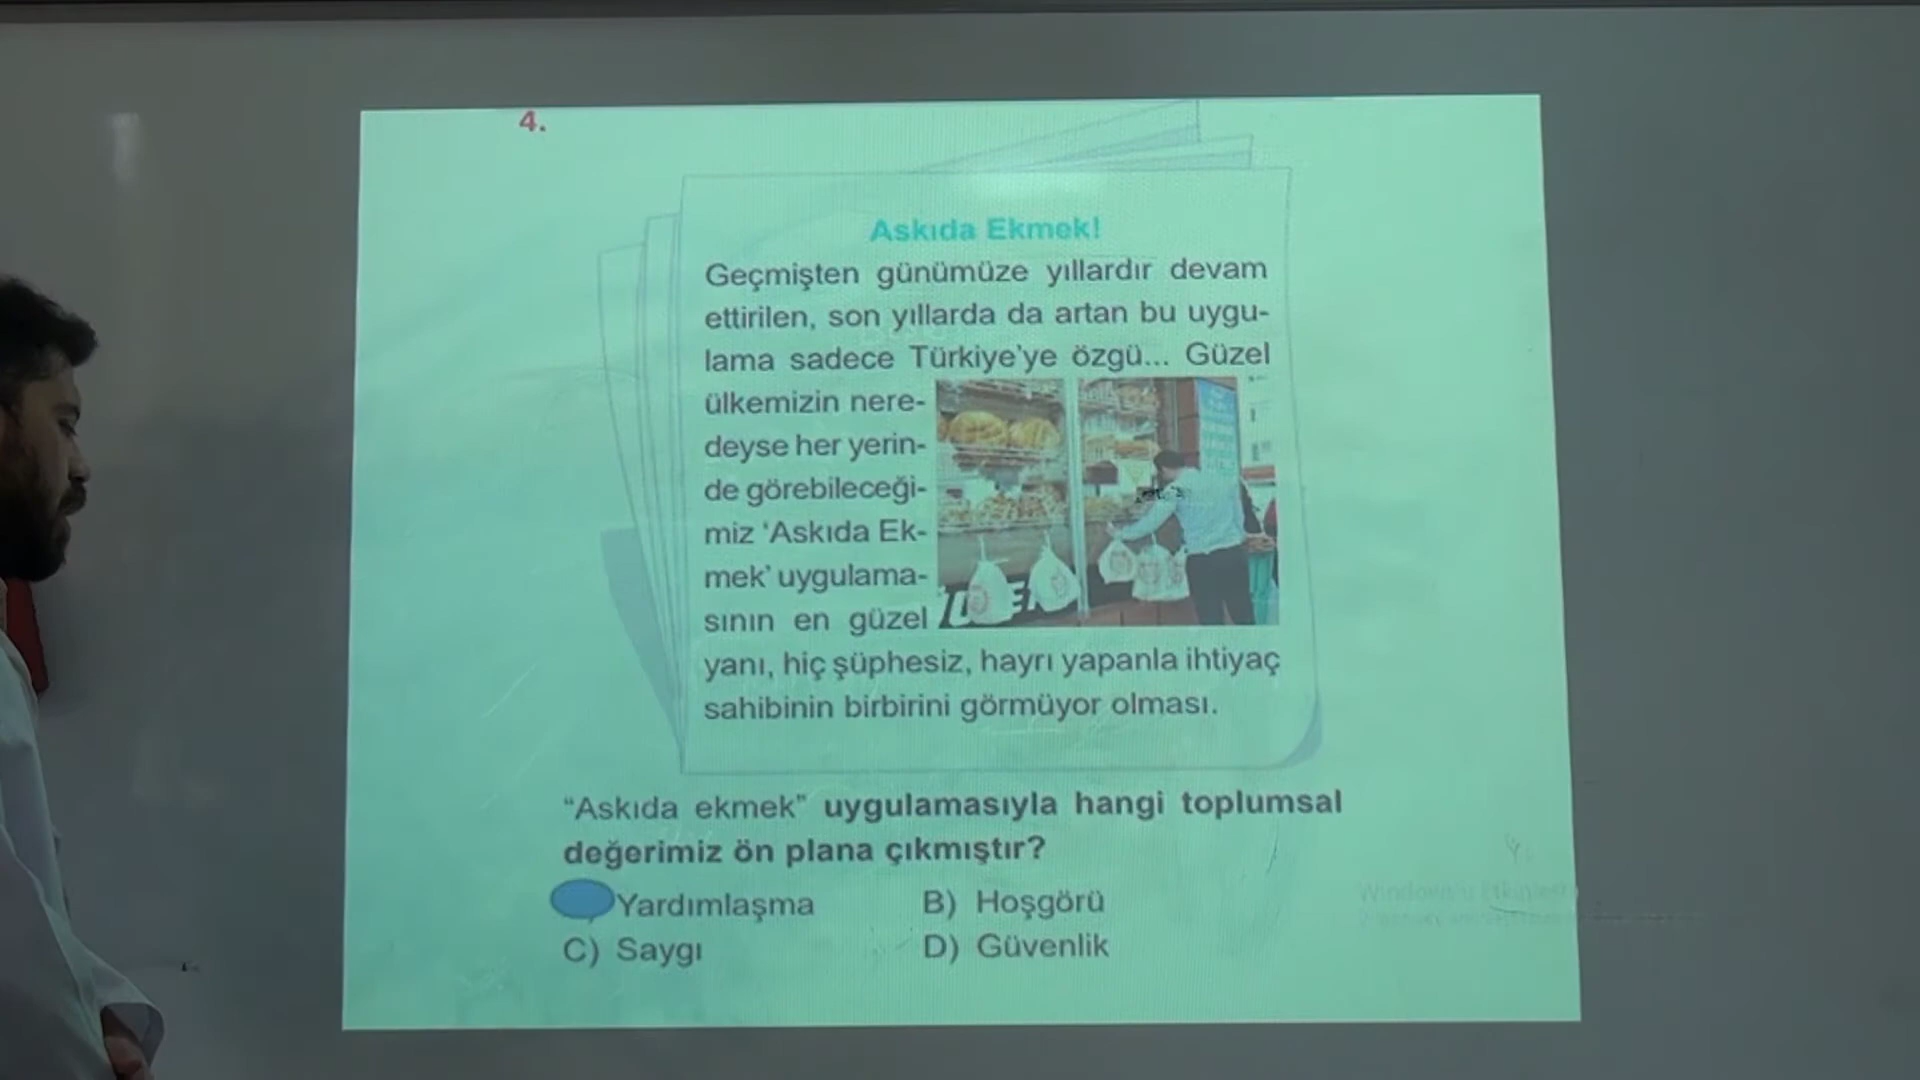 4.
Askıda Ekmek!
Geçmişten günümüze yıllardır devam
ettirilen, son yıllarda da artan bu uygu-
lama sadece Türkiye'ye özgü... Güzel
ülkemizin nere-
deyse her yerin-
de görebileceği-
miz 'Askıda Ek-
mek' uygulama-
sının en güzel
yanı, hiç şüphesiz, hayrı yapanla ihtiyaç
sahibinin birbirini görmüyor olması.
"Askıda ekmek" uygulamasıyla hangi toplumsal
değerimiz ön plana çıkmıştır?
Yardımlaşma
B) Hoşgörü
C) Saygı
D) Güvenlik